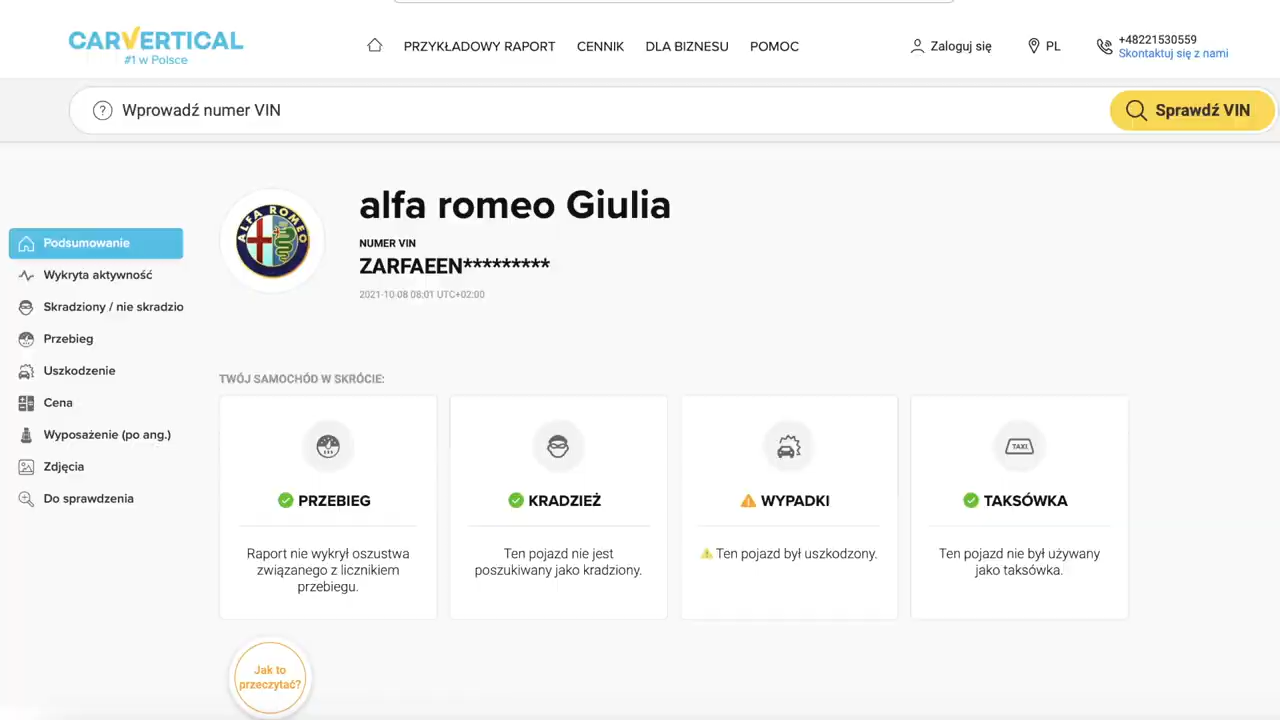 CARVERTICAL
#1 w Polsce
PRZYKŁADOWY RAPORT
CENNIK
DLA BIZNESU
POMOC
Zaloguj się
PL
+48221530559
Skontaktuj się z nami
? Wprowadź numer VIN
Sprawdź VIN
ALFA ROMEO
alfa romeo Giulia
NUMER VIN
ZARFAEEN*********
2021-10-08 08:01 UTC+02:00
Podsumowanie
Wykryta aktywność
Skradziony / nie skradzio
Przebieg
Uszkodzenie
Cena
Wyposażenie (po ang.)
Zdjęcia
Do sprawdzenia
TWÓJ SAMOCHÓD W SKRÓCIE:
PRZEBIEG
Raport nie wykrył oszustwa
związanego z licznikiem
przebiegu.
KRADZIEŻ
Ten pojazd nie jest
poszukiwany jako kradziony.
WYPADKI
Ten pojazd był uszkodzony.
TAXI
TAKSÓWKA
Ten pojazd nie był używany
jako taksówka.
Jak to
przeczytać?